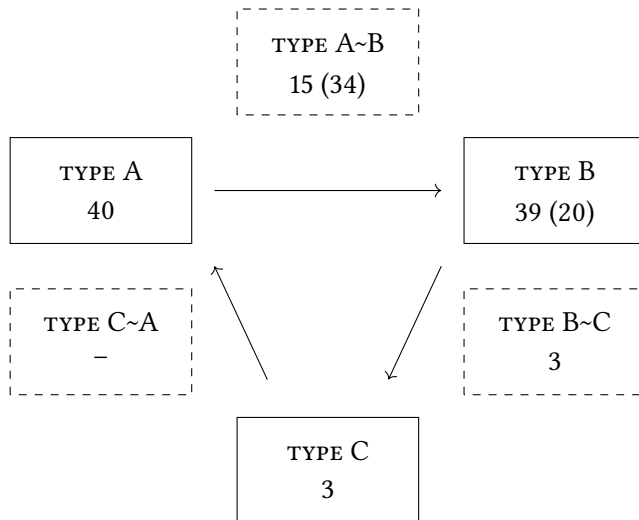 TYPE A~B
15 (34)
TYPE A
40
TYPE B
39 (20)
TYPE C~A
–
TYPE B~C
3
TYPE C
3